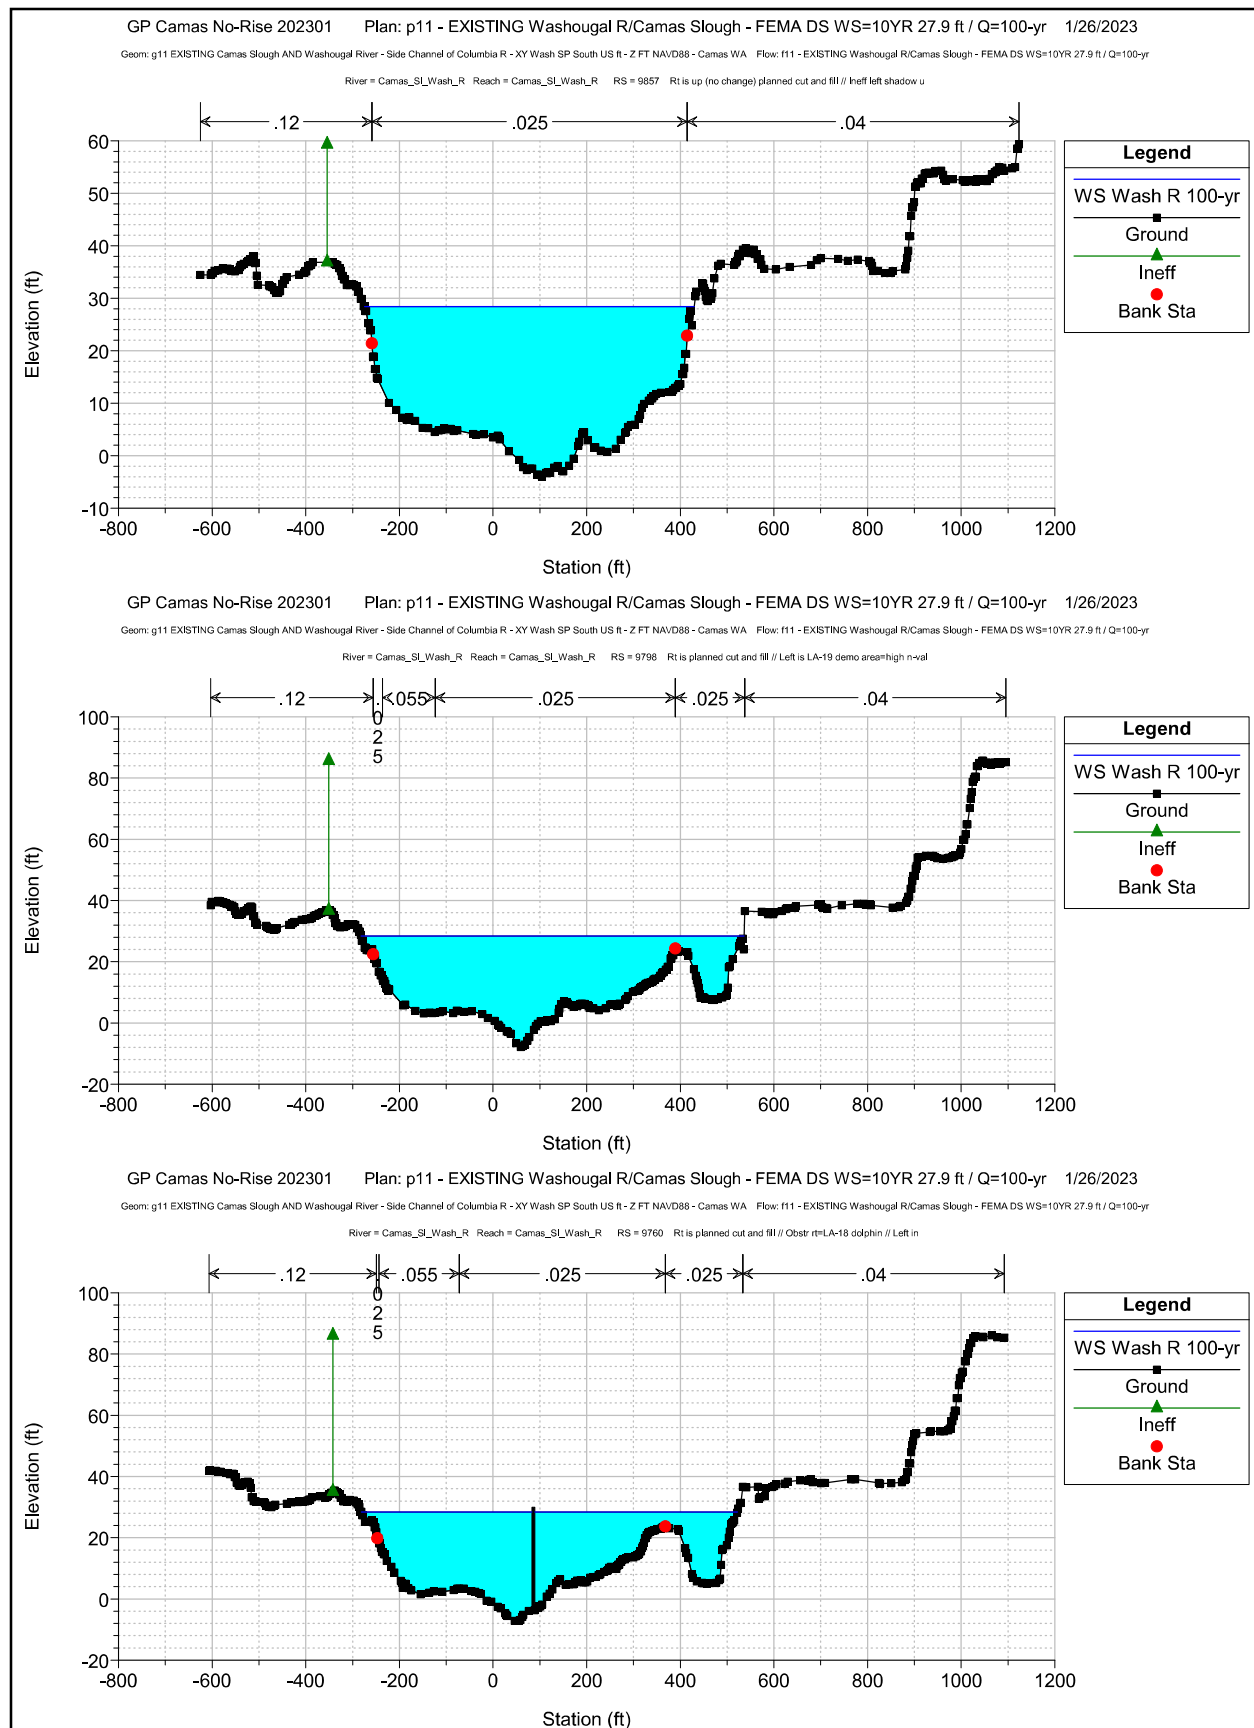 GP Camas No-Rise 202301 Plan: p11 - EXISTING Washougal R/Camas Slough - FEMA DS WS=10YR 27.9 ft / Q=100-yr 1/26/2023
Geom: g11 EXISTING Camas Slough AND Washougal River - Side Channel of Columbia R - XY Wash SP South US ft - Z FT NAVD88 - Camas WA Flow: f11 - EXISTING Washougal R/Camas Slough - FEMA DS WS=10YR 27.9 ft / Q=100-yr
River = Camas_Sl_Wash_R Reach = Camas_Sl_Wash_R RS = 9857 Rt is up (no change) planned cut and fill // Ineff left shadow u
.12 .025 .04
60
50
40
30
20
10
0
-10
Elevation (ft)
-800 -600 -400 -200 0 200 400 600 800 1000 1200
Station (ft)
Legend
WS Wash R 100-yr
Ground
Ineff
Bank Sta
GP Camas No-Rise 202301 Plan: p11 - EXISTING Washougal R/Camas Slough - FEMA DS WS=10YR 27.9 ft / Q=100-yr 1/26/2023
Geom: g11 EXISTING Camas Slough AND Washougal River - Side Channel of Columbia R - XY Wash SP South US ft - Z FT NAVD88 - Camas WA Flow: f11 - EXISTING Washougal R/Camas Slough - FEMA DS WS=10YR 27.9 ft / Q=100-yr
River = Camas_Sl_Wash_R Reach = Camas_Sl_Wash_R RS = 9798 Rt is planned cut and fill // Left is LA-19 demo area=high n-val
.12 . .055 .025 .025 .04
0
2
5
100
80
60
40
20
0
-20
Elevation (ft)
-800 -600 -400 -200 0 200 400 600 800 1000 1200
Station (ft)
Legend
WS Wash R 100-yr
Ground
Ineff
Bank Sta
GP Camas No-Rise 202301 Plan: p11 - EXISTING Washougal R/Camas Slough - FEMA DS WS=10YR 27.9 ft / Q=100-yr 1/26/2023
Geom: g11 EXISTING Camas Slough AND Washougal River - Side Channel of Columbia R - XY Wash SP South US ft - Z FT NAVD88 - Camas WA Flow: f11 - EXISTING Washougal R/Camas Slough - FEMA DS WS=10YR 27.9 ft / Q=100-yr
River = Camas_Sl_Wash_R Reach = Camas_Sl_Wash_R RS = 9760 Rt is planned cut and fill // Obstr rt=LA-18 dolphin // Left in
.12 .055 .025 .025 .04
0
2
5
100
80
60
40
20
0
-20
Elevation (ft)
-800 -600 -400 -200 0 200 400 600 800 1000 1200
Station (ft)
Legend
WS Wash R 100-yr
Ground
Ineff
Bank Sta